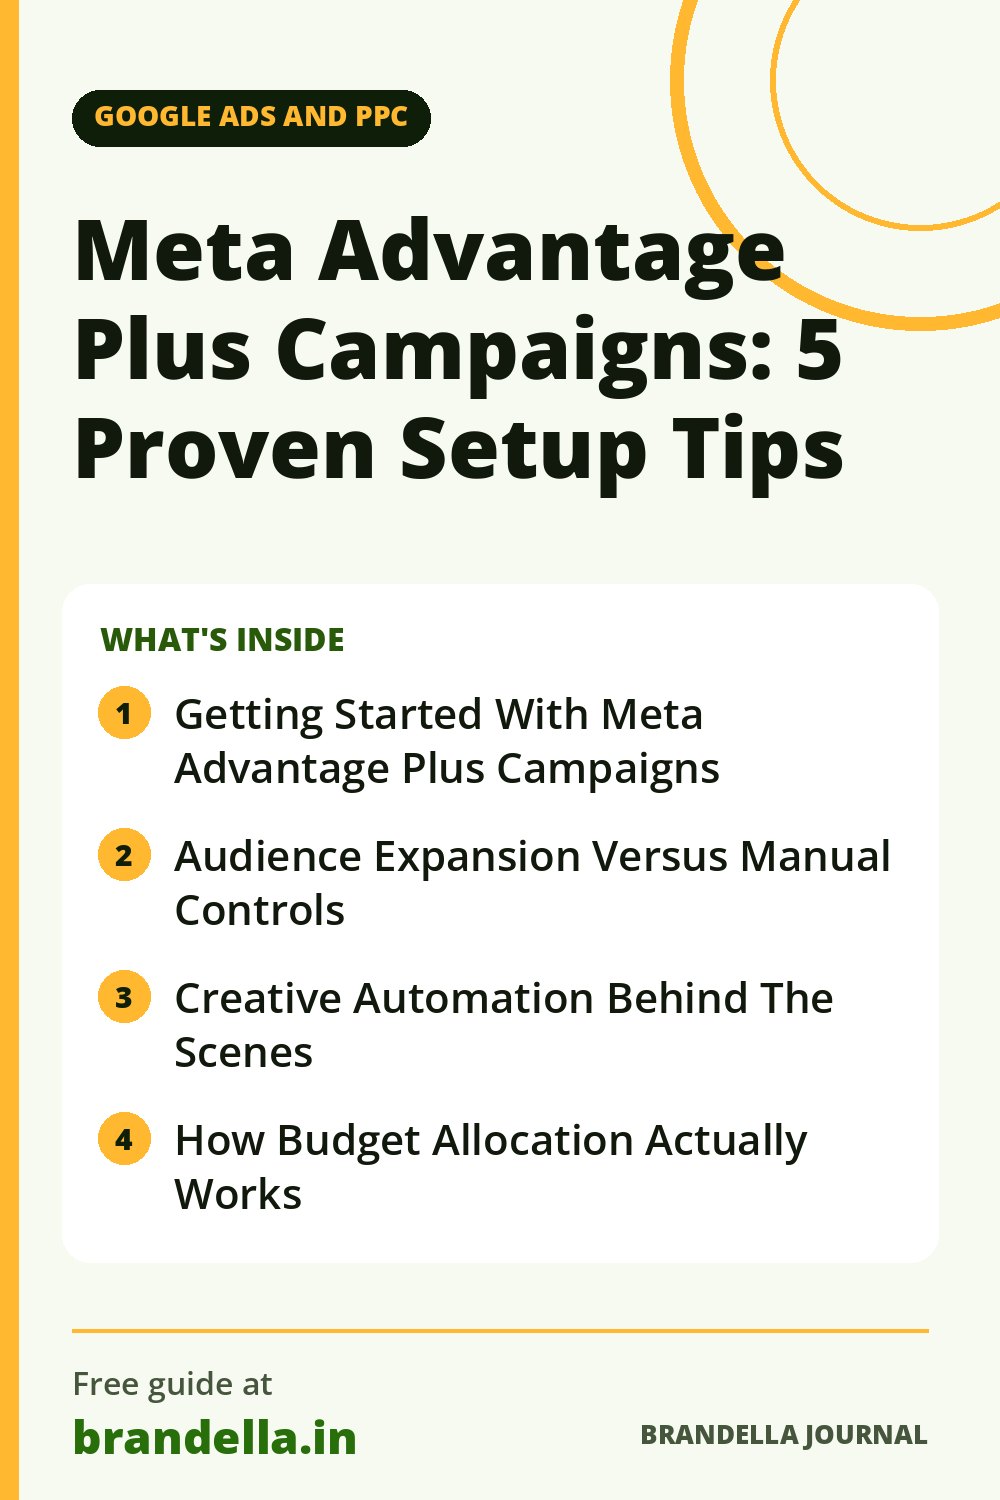 GOOGLE ADS AND PPC
Meta Advantage
Plus Campaigns: 5
Proven Setup Tips
WHAT'S INSIDE
1 Getting Started With Meta
Advantage Plus Campaigns
2 Audience Expansion Versus Manual
Controls
3 Creative Automation Behind The
Scenes
4 How Budget Allocation Actually
Works
Free guide at
brandella.in
BRANDELLA JOURNAL